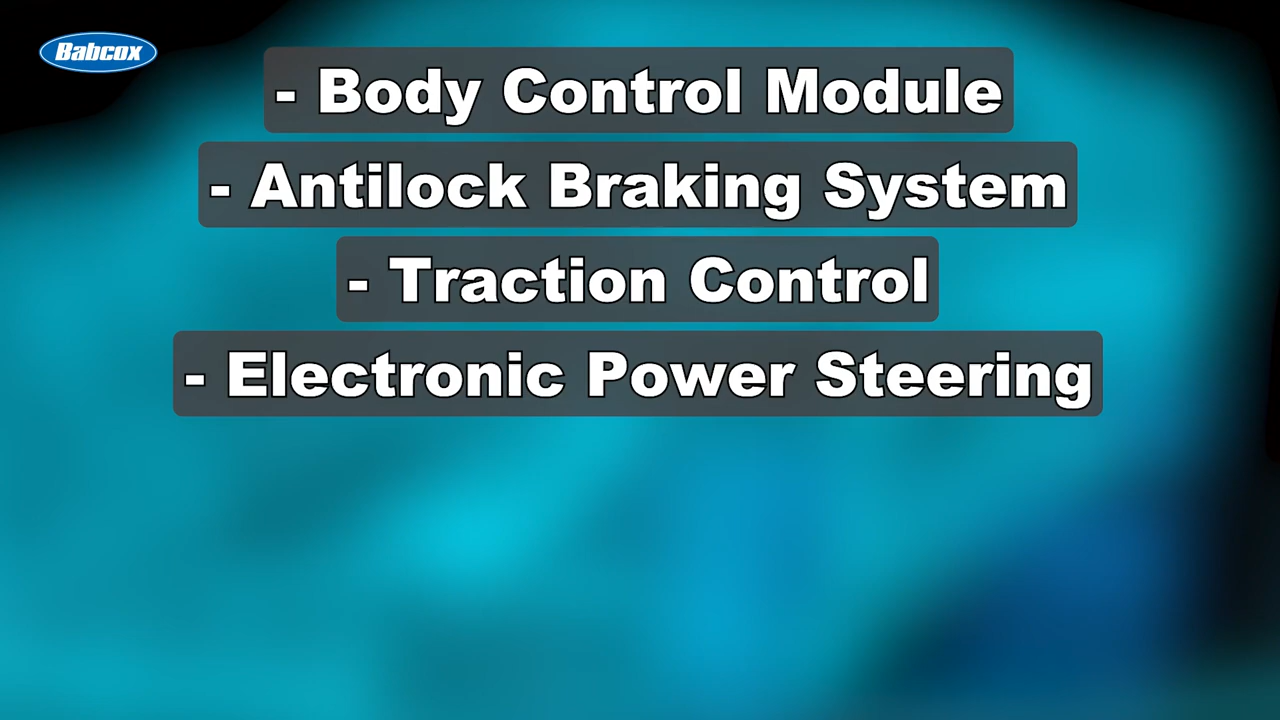 Babcox
- Body Control Module
- Antilock Braking System
- Traction Control
- Electronic Power Steering